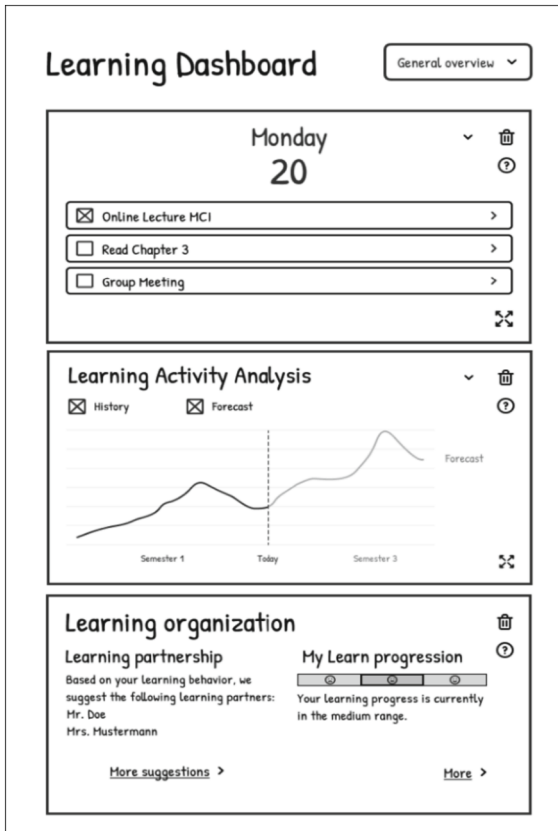 Learning Dashboard
General overview
Monday
20
Online Lecture MCI
Read Chapter 3
Group Meeting
Learning Activity Analysis
History
Forecast
Forecast
Semester 1
Today
Semester 3
Learning organization
Learning partnership
Based on your learning behavior, we
suggest the following learning partners:
Mr. Doe
Mrs. Mustermann
More suggestions
My Learn progression
Your learning progress is currently
in the medium range.
More